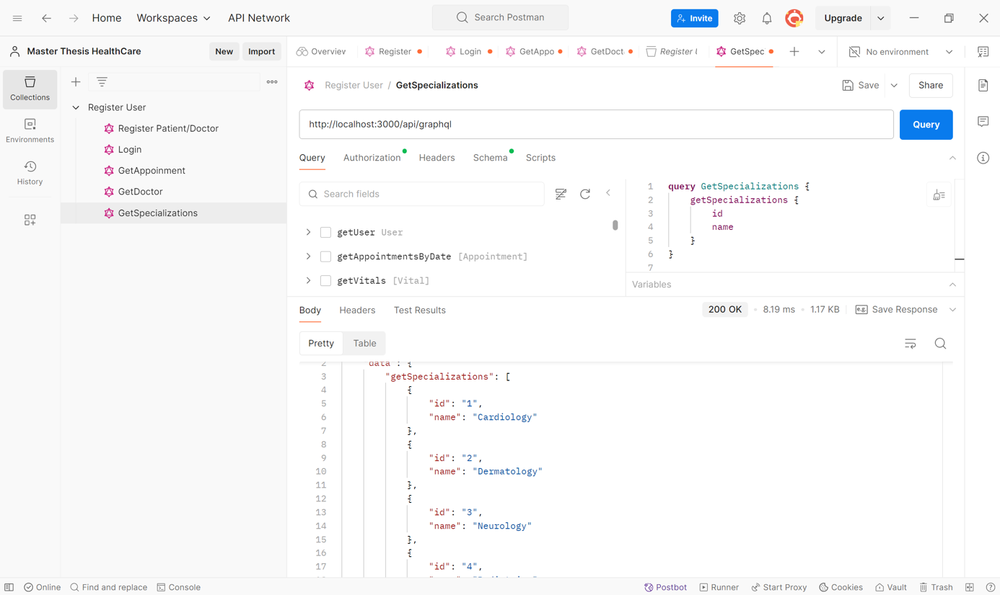 Home Workspaces API Network Search Postman Invite Upgrade
Master Thesis HealthCare New Import Overviev Register Login GetAppo GetDoct Register GetSpec No environment
Collections
Environments
History
Register User
Register Patient/Doctor
Login
GetAppoinment
GetDoctor
GetSpecializations
Register User / GetSpecializations Save Share
http://localhost:3000/api/graphql Query
Query Authorization Headers Schema Scripts
Search fields
getUser User
getAppointmentsByDate [Appointment]
getVitals [Vital]
1 query GetSpecializations {
2 getSpecializations {
3 id
4 name
5 }
6 }
7
Variables
Body Headers Test Results 200 OK 8.19 ms 1.17 KB e.g. Save Response
Pretty Table
2 data : {
3 "getSpecializations": [
4 {
5 "id": "1",
6 "name": "Cardiology"
7 },
8 {
9 "id": "2",
10 "name": "Dermatology"
11 },
12 {
13 "id": "3",
14 "name": "Neurology"
15 },
16 {
17 "id": "4",
Online Find and replace Console Postbot Runner Start Proxy Cookies Vault Trash